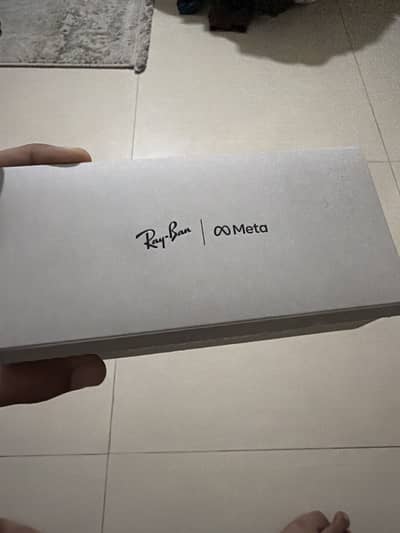 Ray-Ban | ∞ Meta